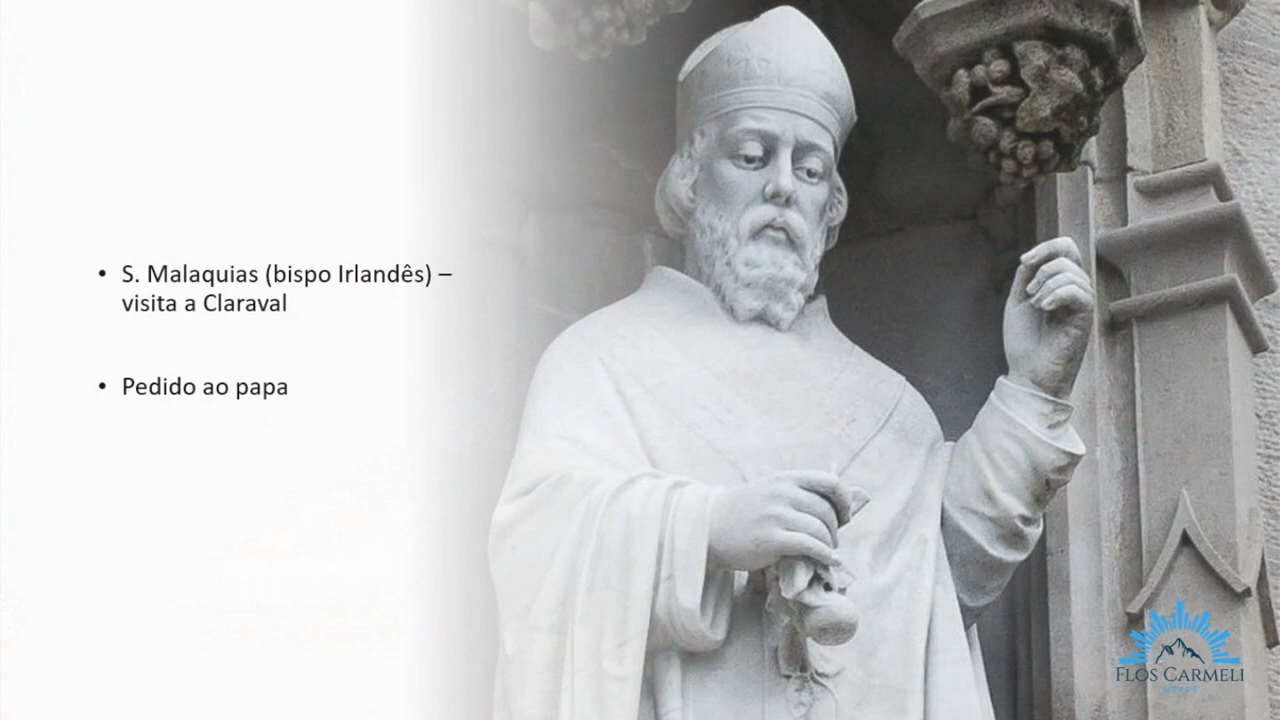 • S. Malaquias (bispo Irlandês) –
visita a Claraval
• Pedido ao papa
FLOS CARMELI